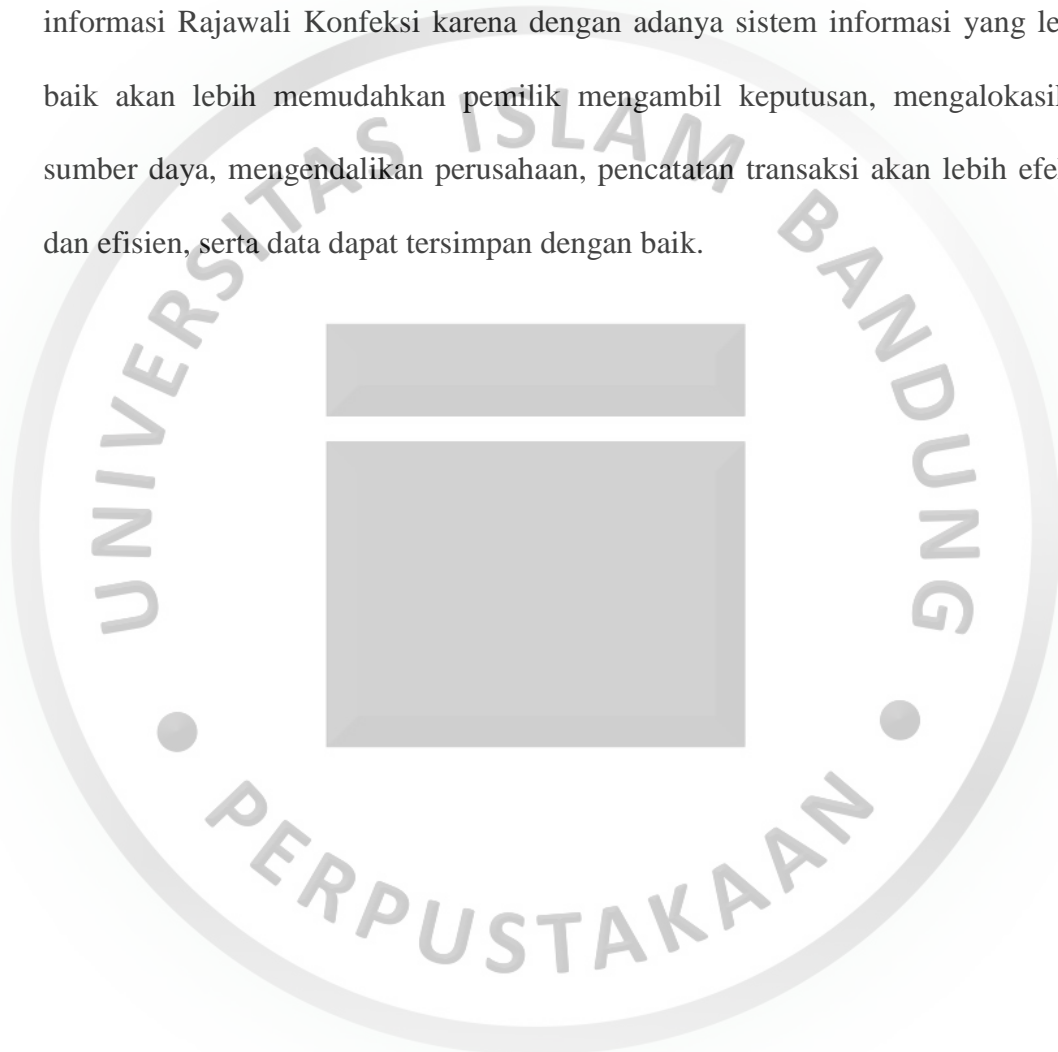 informasi Rajawali Konfeksi karena dengan adanya sistem informasi yang le
baik akan lebih memudahkan pemilik mengambil keputusan, mengalokasil
sumber daya, mengendalikan perusahaan, pencatatan transaksi akan lebih efe
dan efisien, serta data dapat tersimpan dengan baik.
UNIVERSITAS ISLAM BANDUNG
PERPUSTAKAAN